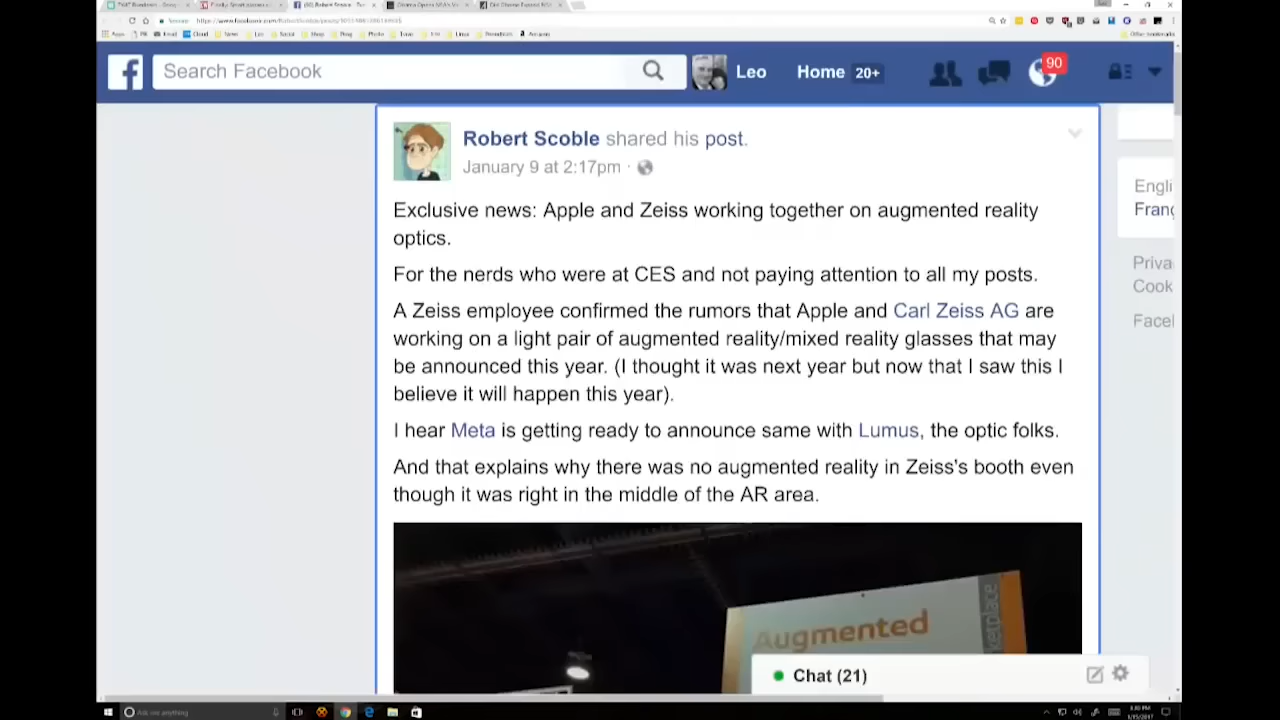 Search Facebook
Leo
Home 20+
90
Robert Scoble shared his post.
January 9 at 2:17pm ·
Exclusive news: Apple and Zeiss working together on augmented reality
optics.
For the nerds who were at CES and not paying attention to all my posts.
A Zeiss employee confirmed the rumors that Apple and Carl Zeiss AG are
working on a light pair of augmented reality/mixed reality glasses that may
be announced this year. (I thought it was next year but now that I saw this I
believe it will happen this year).
I hear Meta is getting ready to announce same with Lumus, the optic folks.
And that explains why there was no augmented reality in Zeiss's booth even
though it was right in the middle of the AR area.
Engli
Franç
Priva
Cook
Face
Augmented
ketplace
Chat (21)
Ask me anything